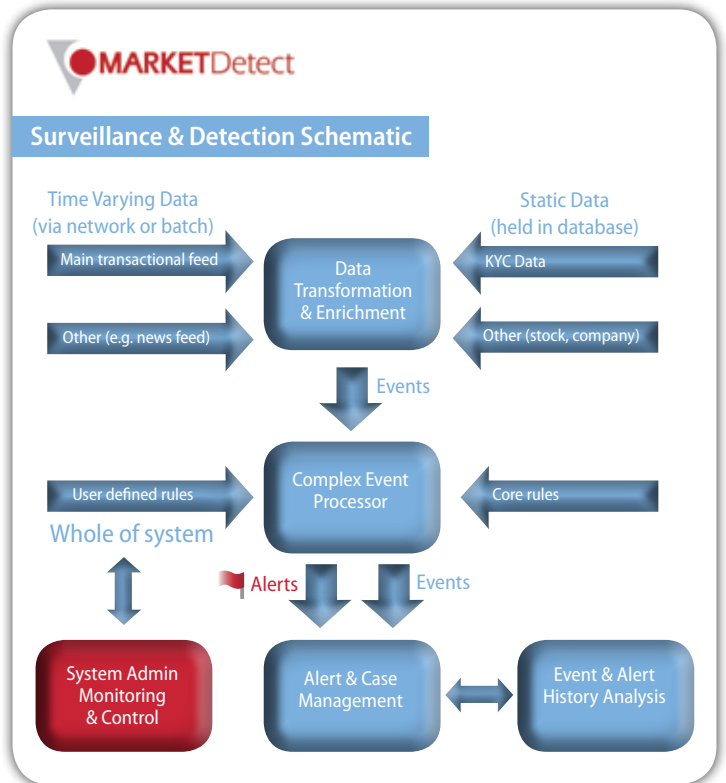 MARKETDetect
Surveillance & Detection Schematic
Time Varying Data
(via network or batch)
Static Data
(held in database)
Main transactional feed
Data
Transformation
& Enrichment
KYC Data
Other (e.g. news feed)
Other (stock, company)
Events
User defined rules
Complex Event
Processor
Core rules
Whole of system
Alerts
Events
System Admin
Monitoring
& Control
Alert & Case
Management
Event & Alert
History Analysis